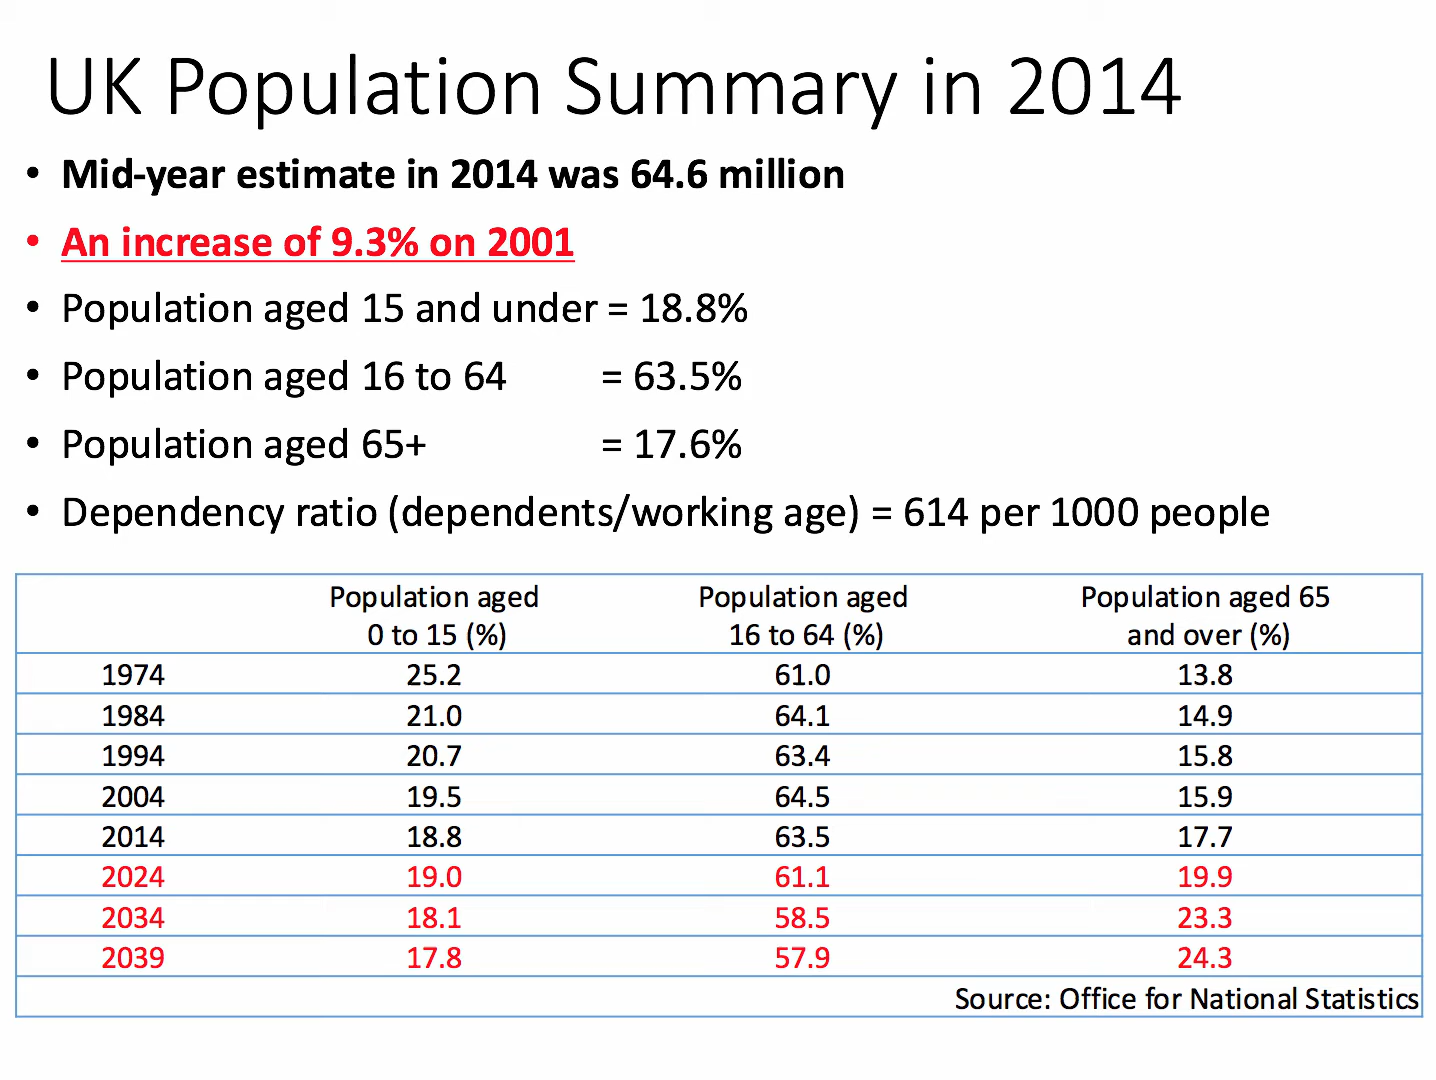 UK Population Summary in 2014
• Mid-year estimate in 2014 was 64.6 million
• An increase of 9.3% on 2001
• Population aged 15 and under = 18.8%
• Population aged 16 to 64 = 63.5%
• Population aged 65+ = 17.6%
• Dependency ratio (dependents/working age) = 614 per 1000 people
Population aged 0 to 15 (%) Population aged 16 to 64 (%) Population aged 65 and over (%)
1974 25.2 61.0 13.8
1984 21.0 64.1 14.9
1994 20.7 63.4 15.8
2004 19.5 64.5 15.9
2014 18.8 63.5 17.7
2024 19.0 61.1 19.9
2034 18.1 58.5 23.3
2039 17.8 57.9 24.3
Source: Office for National Statistics